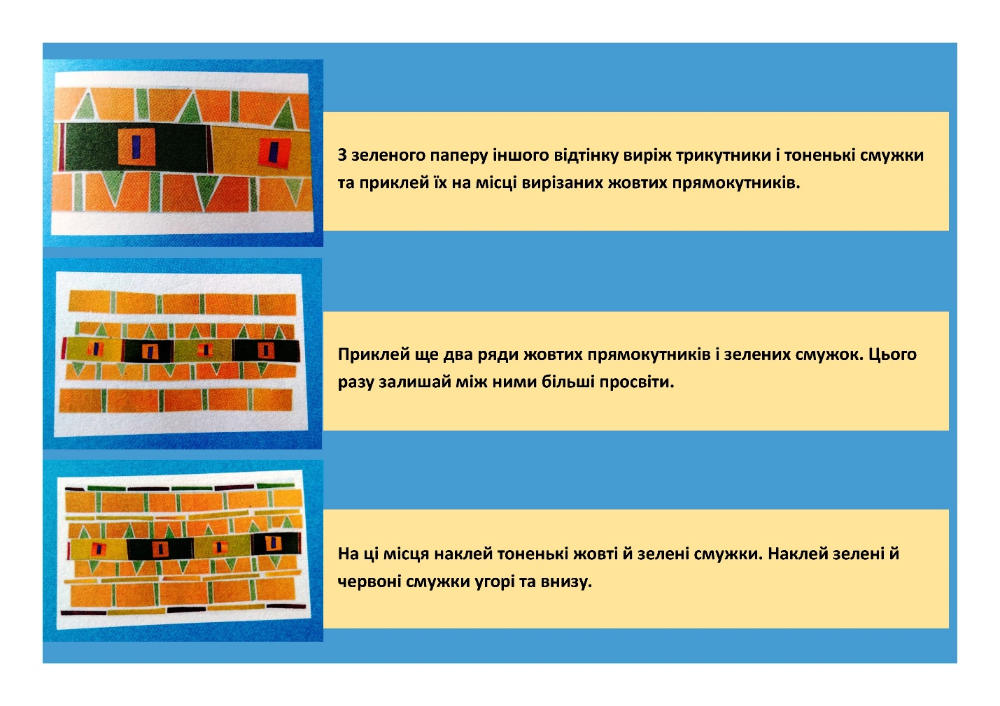 З зеленого паперу іншого відтінку виріж трикутники і тоненькі смужки
та приклей їх на місці вирізаних жовтих прямокутників.
Приклей ще два ряди жовтих прямокутників і зелених смужок. Цього
разу залишай між ними більші просвіти.
На ці місця наклей тоненькі жовті й зелені смужки. Наклей зелені й
червоні смужки угорі та внизу.